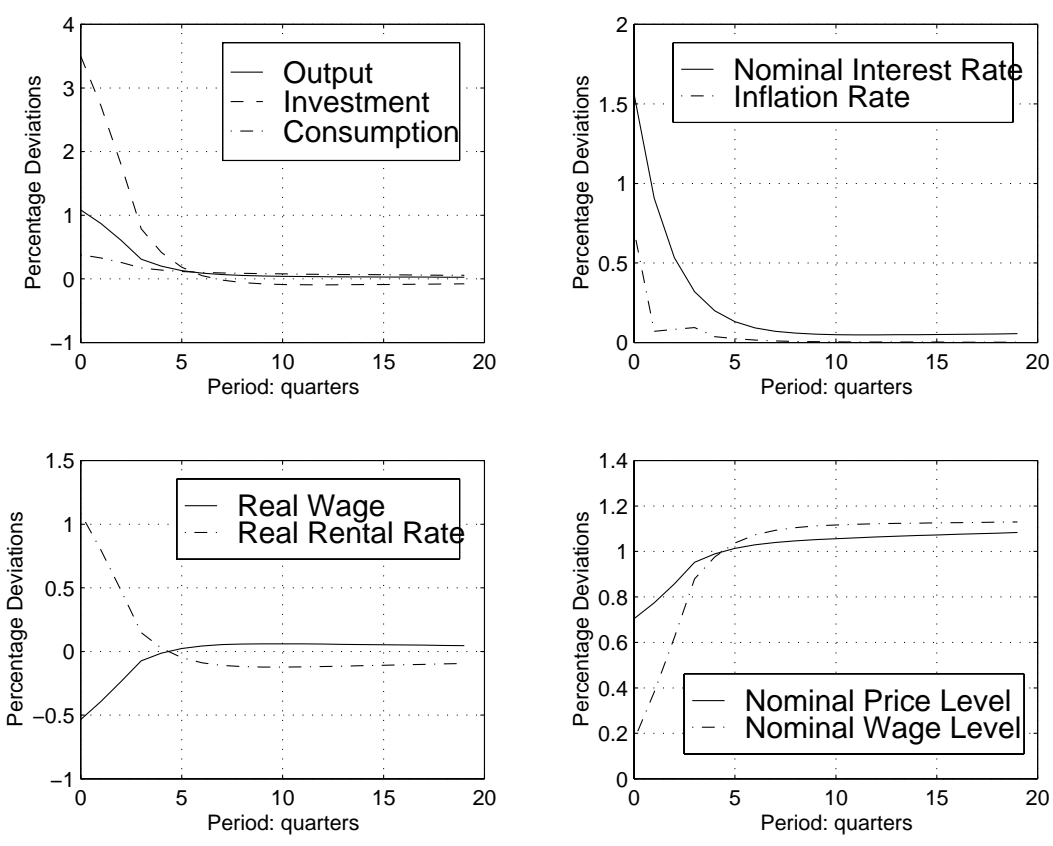 4
3
2
1
0
−1
Percentage Deviations
Output
Investment
Consumption
0 5 10 15 20
Period: quarters
2
1.5
1
0.5
0
Percentage Deviations
Nominal Interest Rate
Inflation Rate
0 5 10 15 20
Period: quarters
1.5
1
0.5
0
−0.5
−1
Percentage Deviations
Real Wage
Real Rental Rate
0 5 10 15 20
Period: quarters
1.4
1.2
1
0.8
0.6
0.4
0.2
0
Percentage Deviations
Nominal Price Level
Nominal Wage Level
0 5 10 15 20
Period: quarters